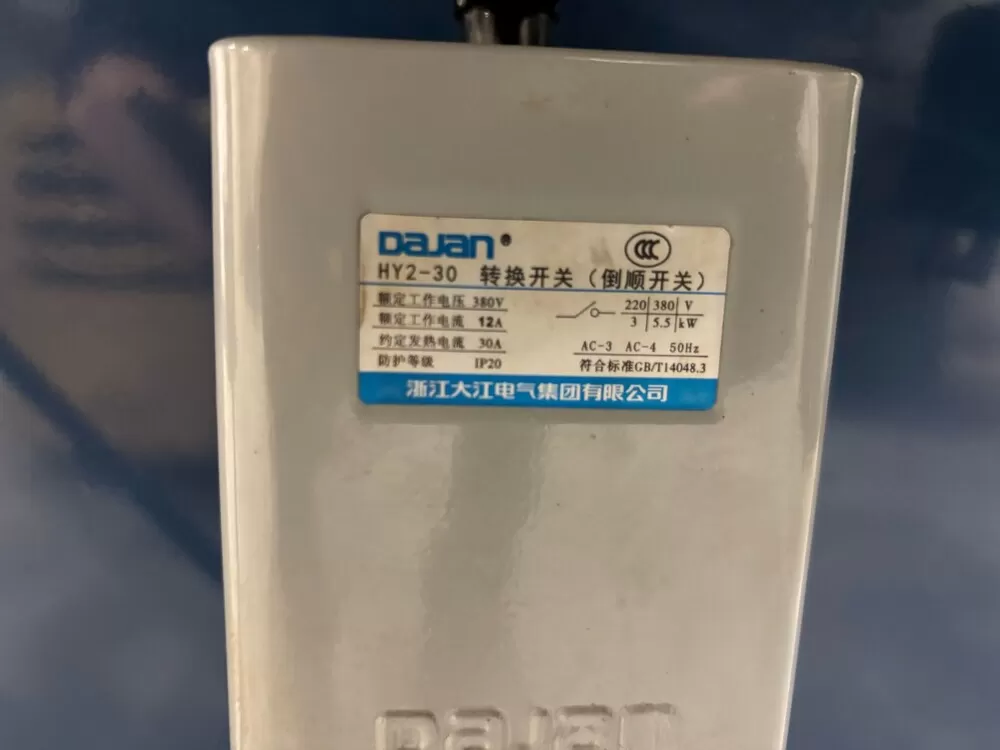 DAJAN®
CCC
HY2-30 转换开关（倒顺开关）
额定工作电压 380V
额定工作电流 12A
约定发热电流 30A
防护等级 IP20
220 380 V
3 5.5 kW
AC-3 AC-4 50Hz
符合标准GB/T14048.3
浙江大江电气集团有限公司
DAJAN